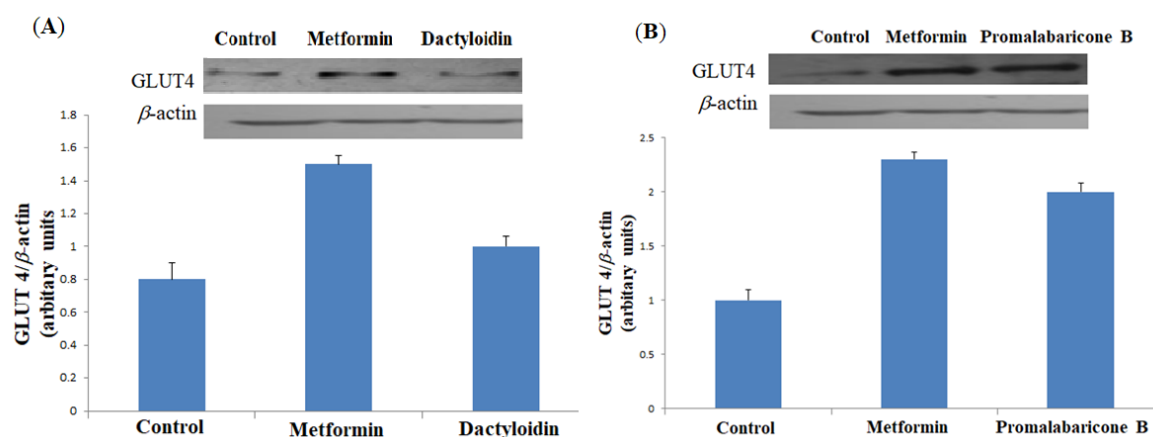 (A)
Control Metformin Dactyloidin
GLUT4
β-actin
1.8
1.6
1.4
1.2
1
0.8
0.6
0.4
0.2
0
GLUT 4/β-actin
(arbitary units)
Control Metformin Dactyloidin
(B)
Control Metformin Promalabaricone B
GLUT4
β-actin
2.5
2
1.5
1
0.5
0
GLUT 4/β-actin
(arbitary units)
Control Metformin Promalabaricone B